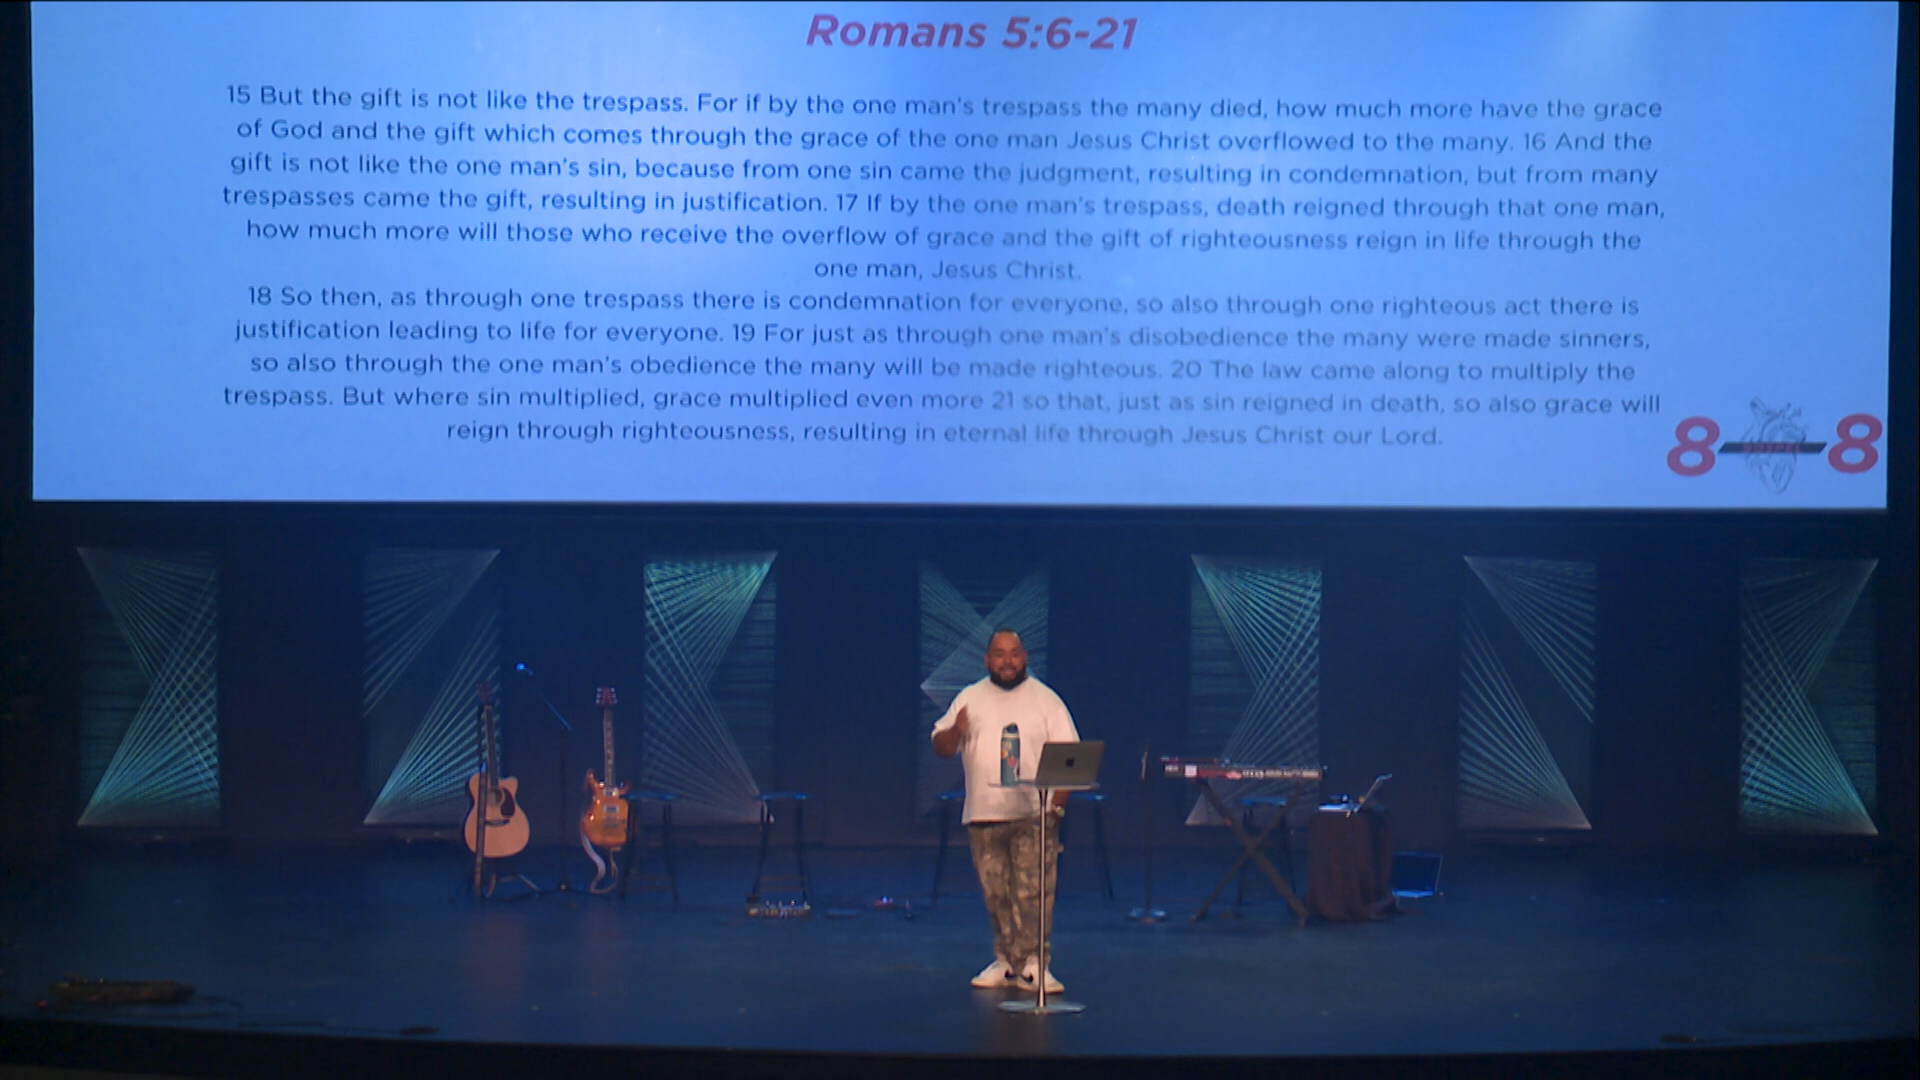 Romans 5:6-21
15 But the gift is not like the trespass. For if by the one man's trespass the many died, how much more have the grace
of God and the gift which comes through the grace of the one man Jesus Christ overflowed to the many. 16 And the
gift is not like the one man's sin, because from one sin came the judgment, resulting in condemnation, but from many
trespasses came the gift, resulting in justification. 17 If by the one man's trespass, death reigned through that one man,
how much more will those who receive the overflow of grace and the gift of righteousness reign in life through the
one man, Jesus Christ.
18 So then, as through one trespass there is condemnation for everyone, so also through one righteous act there is
justification leading to life for everyone. 19 For just as through one man's disobedience the many were made sinners,
so also through the one man's obedience the many will be made righteous. 20 The law came along to multiply the
trespass. But where sin multiplied, grace multiplied even more 21 so that, just as sin reigned in death, so also grace will
reign through righteousness, resulting in eternal life through Jesus Christ our Lord.
8 8